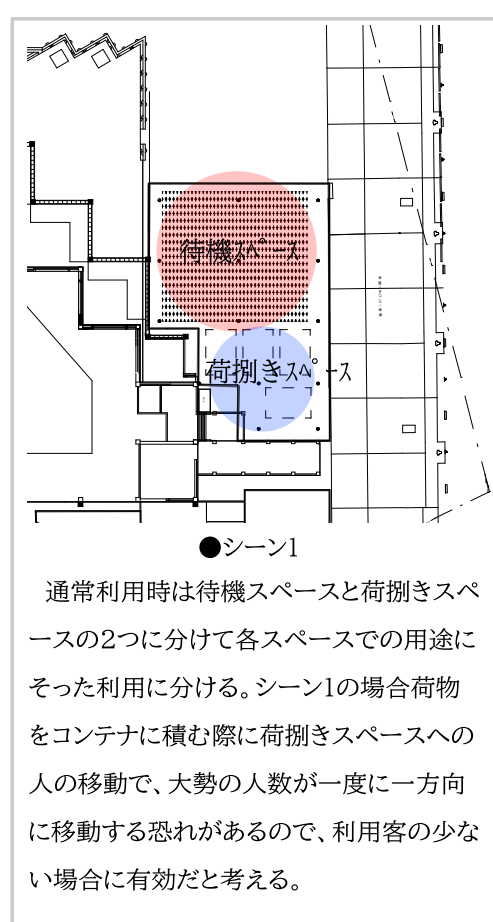 待機スペース
荷捌きスペース
●シーン1
通常利用時は待機スペースと荷捌きスペ
ースの2つに分けて各スペースでの用途に
そった利用に分ける。シーン1の場合荷物
をコンテナに積む際に荷捌きスペースへの
人の移動で、大勢の人数が一度に一方向
に移動する恐れがあるので、利用客の少な
い場合に有効だと考える。